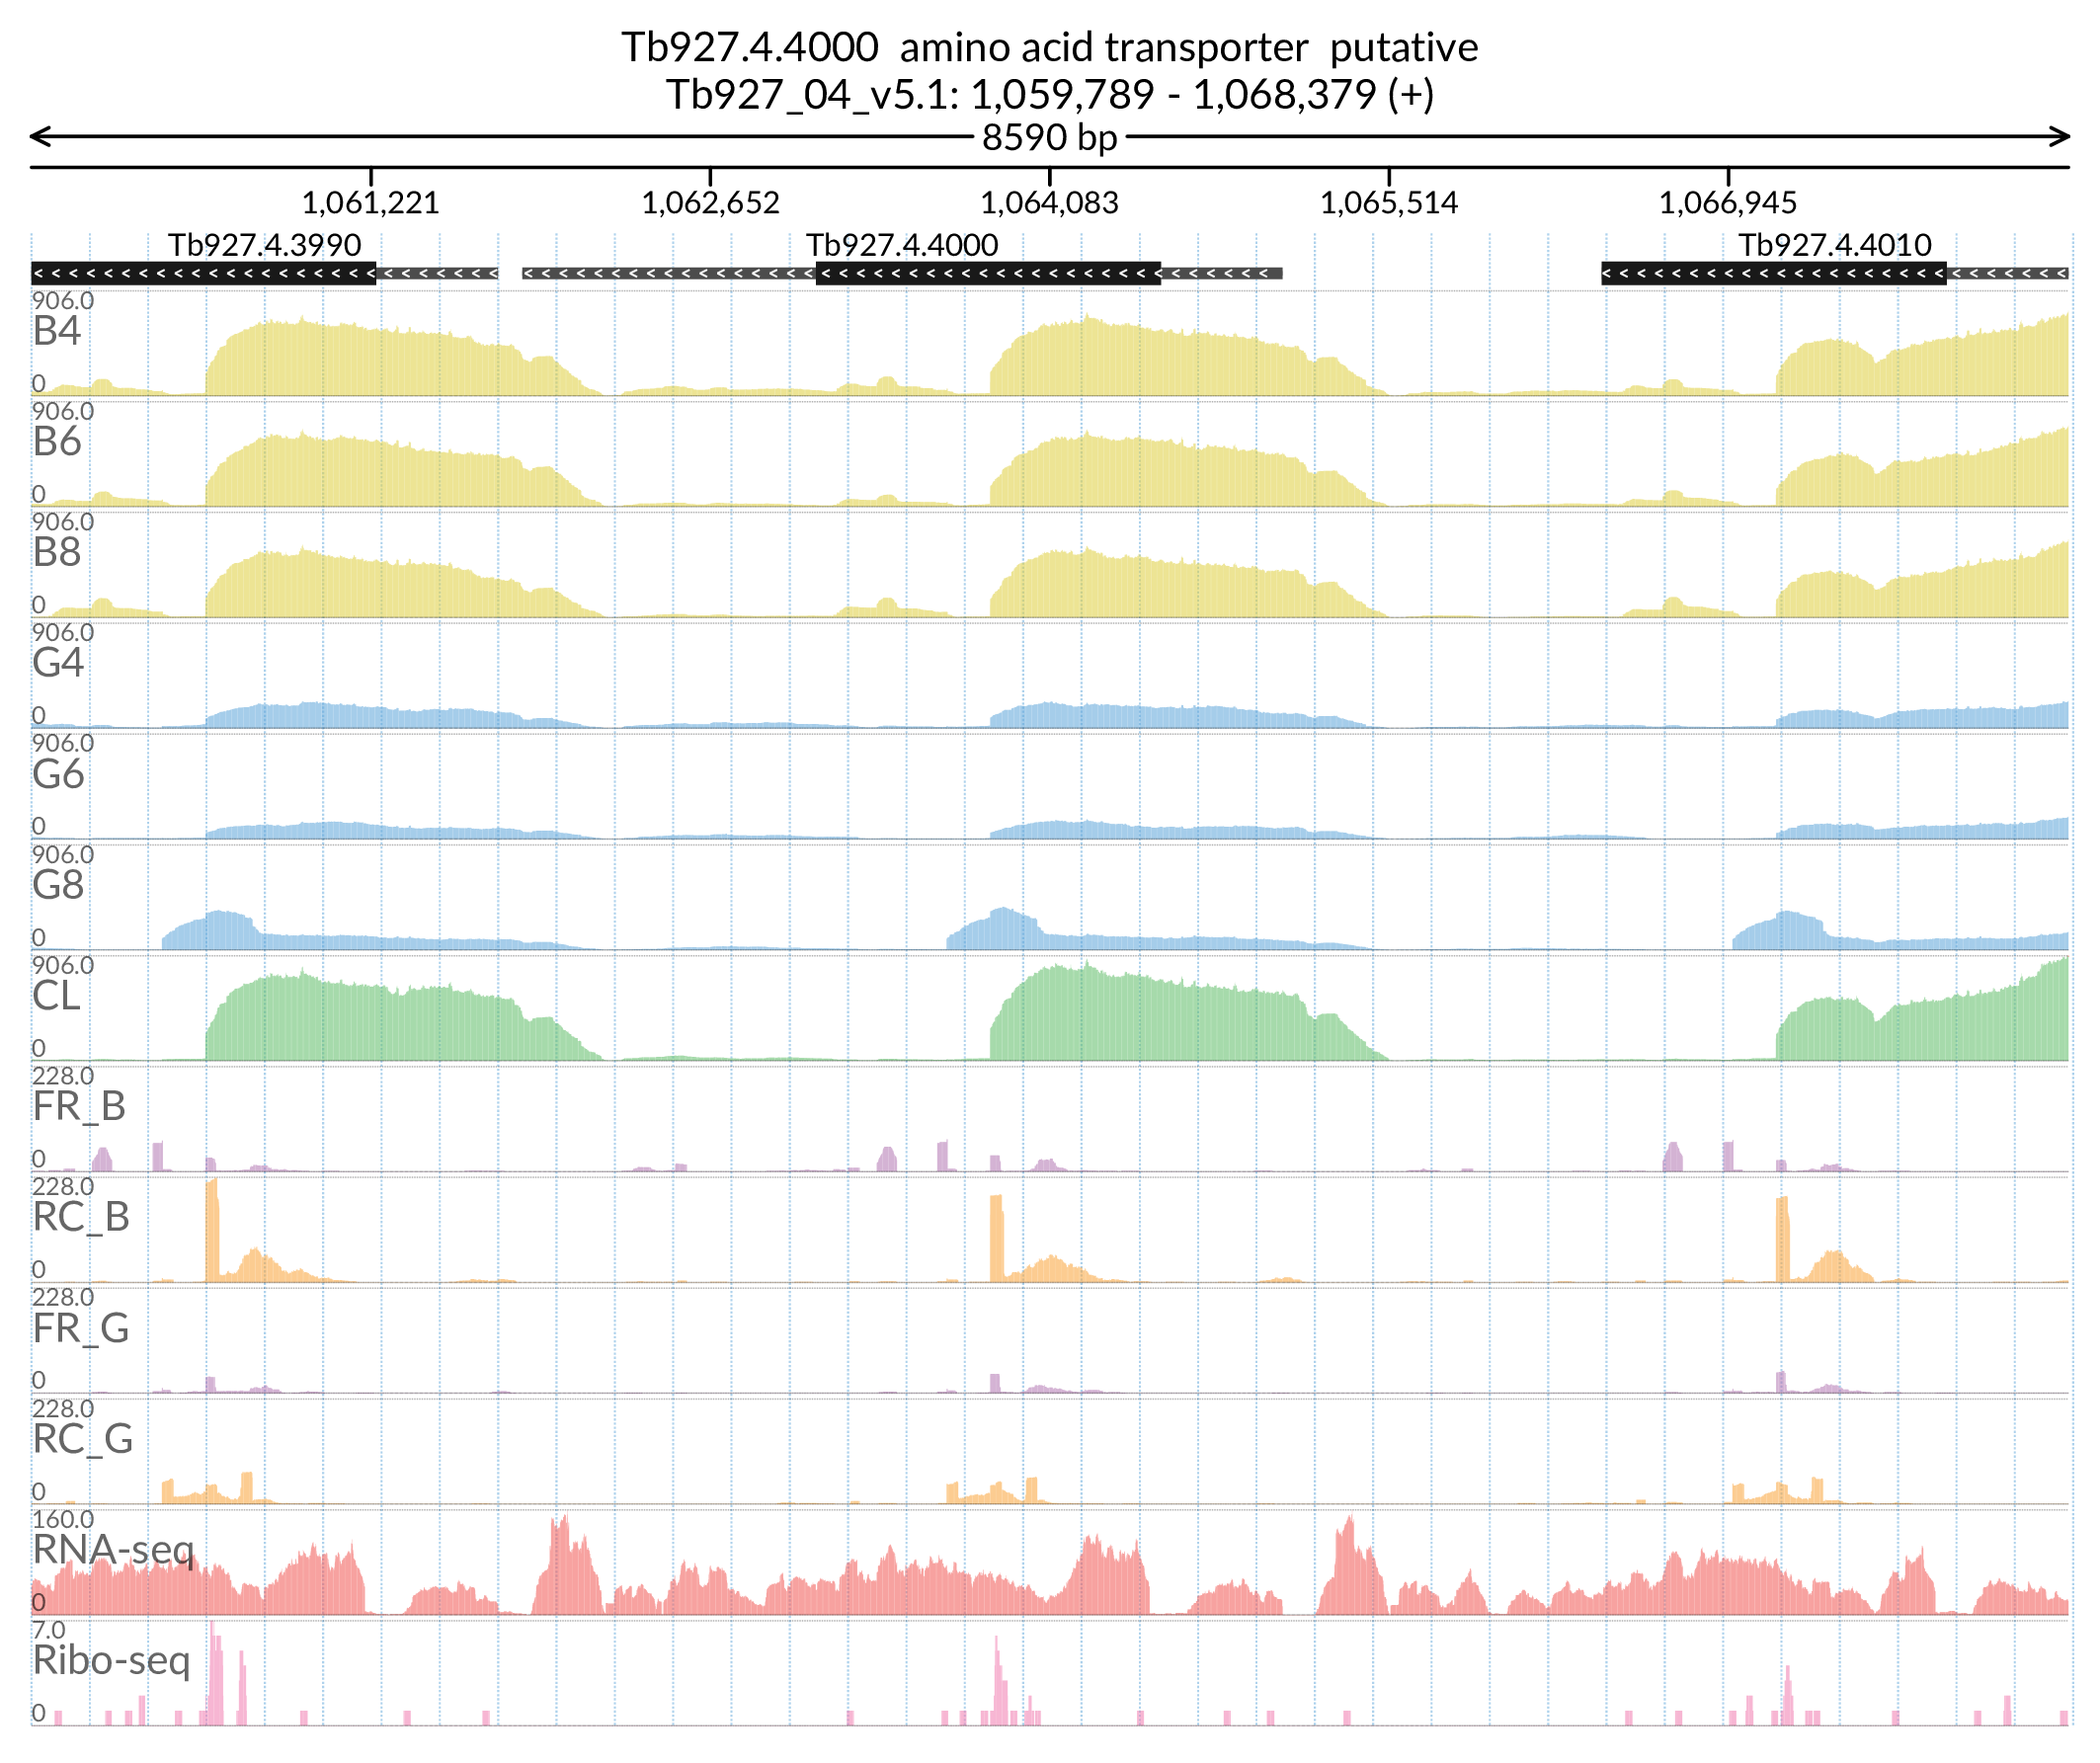 Tb927.4.4000 amino acid transporter putative
Tb927_04_v5.1: 1,059,789 - 1,068,379 (+)
8590 bp
1,061,221 1,062,652 1,064,083 1,065,514 1,066,945
Tb927.4.3990 Tb927.4.4000 Tb927.4.4010
906.0
B4
0
906.0
B6
0
906.0
B8
0
906.0
G4
0
906.0
G6
0
906.0
G8
0
906.0
CL
0
228.0
FR_B
0
228.0
RC_B
0
228.0
FR_G
0
228.0
RC_G
0
160.0
RNA-seq
0
7.0
Ribo-seq
0